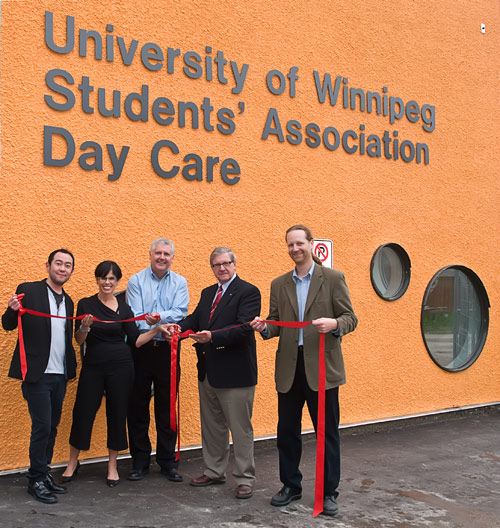 University of Winnipeg
Students' Association
Day Care